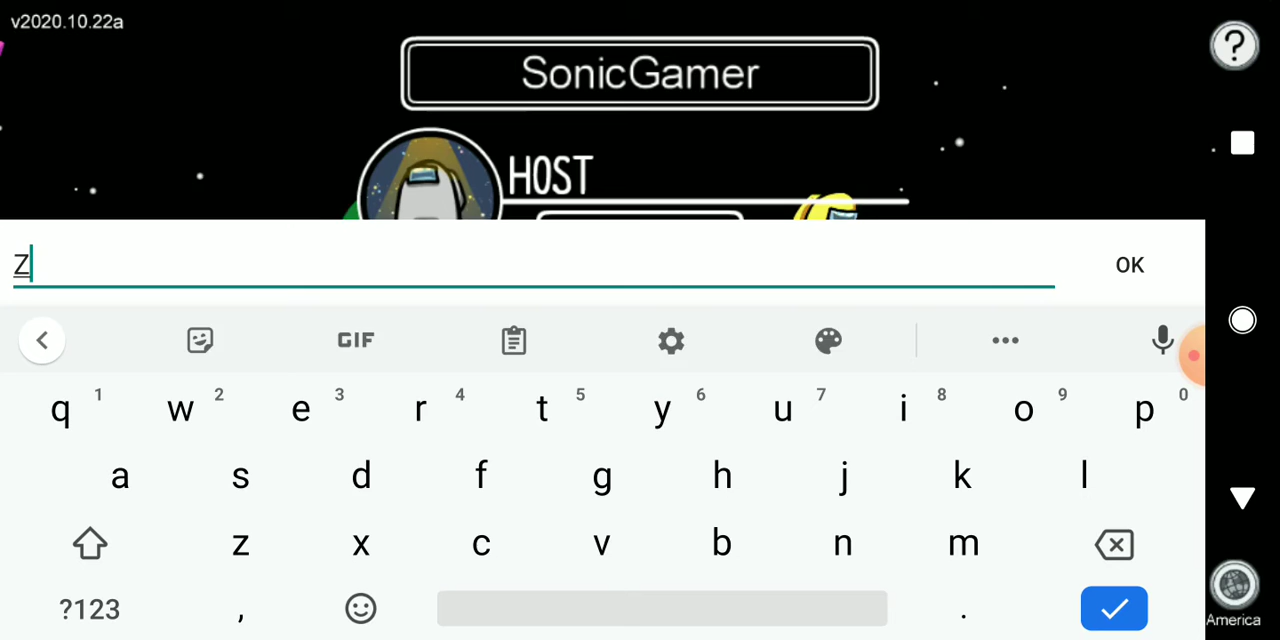 v2020.10.22a
SonicGamer
HOST
Z
OK
GIF
1 2 3 4 5 6 7 8 9 0
q w e r t y u i o p
a s d f g h j k l
z x c v b n m
?123 , .
America